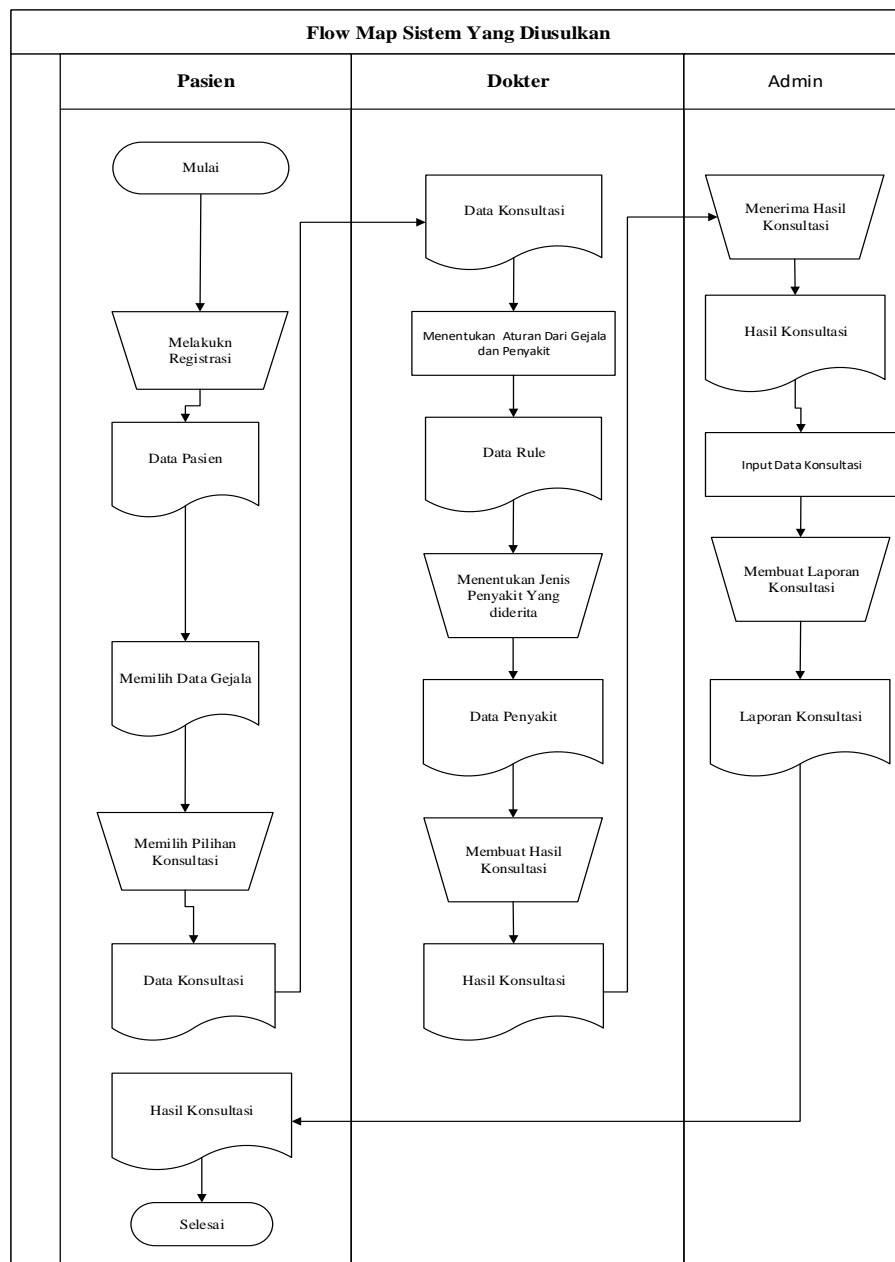 Flow Map Sistem Yang Diusulkan
Pasien
Dokter
Admin
Mulai
Melakukn
Registrasi
Data Pasien
Memilih Data Gejala
Memilih Pilihan
Konsultasi
Data Konsultasi
Hasil Konsultasi
Selesai
Data Konsultasi
Menentukan Aturan Dari Gejala
dan Penyakit
Data Rule
Menentukan Jenis
Penyakit Yang
diderita
Data Penyakit
Membuat Hasil
Konsultasi
Hasil Konsultasi
Menerima Hasil
Konsultasi
Hasil Konsultasi
Input Data Konsultasi
Membuat Laporan
Konsultasi
Laporan Konsultasi